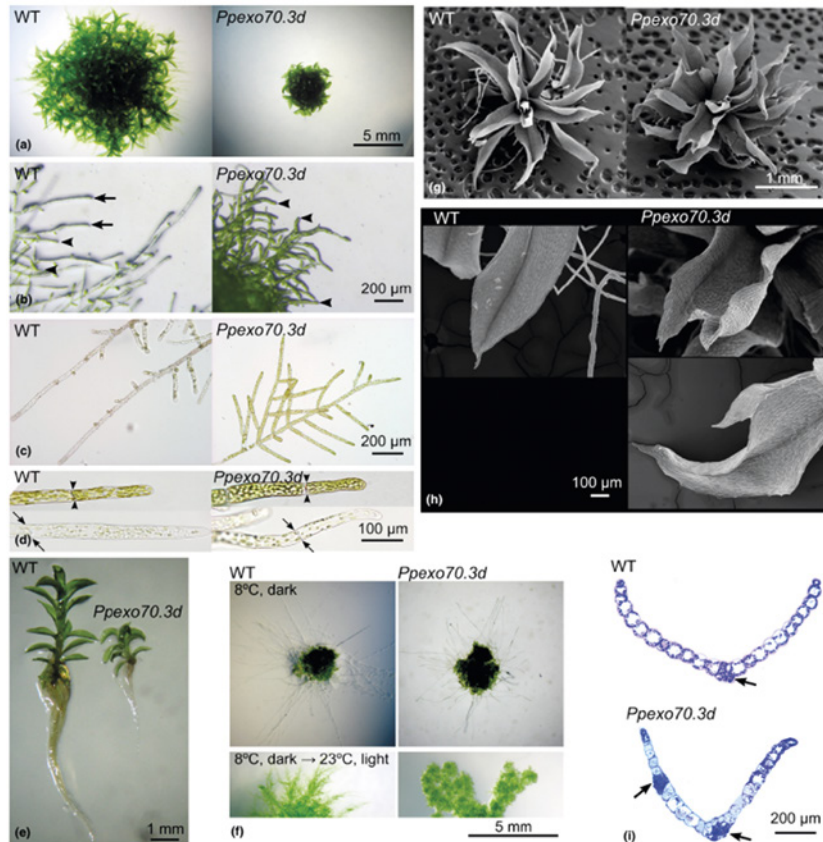 WT Ppexo70.3d
(a) 5 mm
WT Ppexo70.3d
(b) 200 µm
WT Ppexo70.3d
(c) 200 µm
WT Ppexo70.3d
(d) 100 µm
WT
Ppexo70.3d
(e) 1 mm
WT Ppexo70.3d
8ºC, dark
8ºC, dark → 23ºC, light
(f) 5 mm
WT Ppexo70.3d
(g) 1 mm
WT Ppexo70.3d
100 µm
(h)
WT
Ppexo70.3d
200 µm
(i)